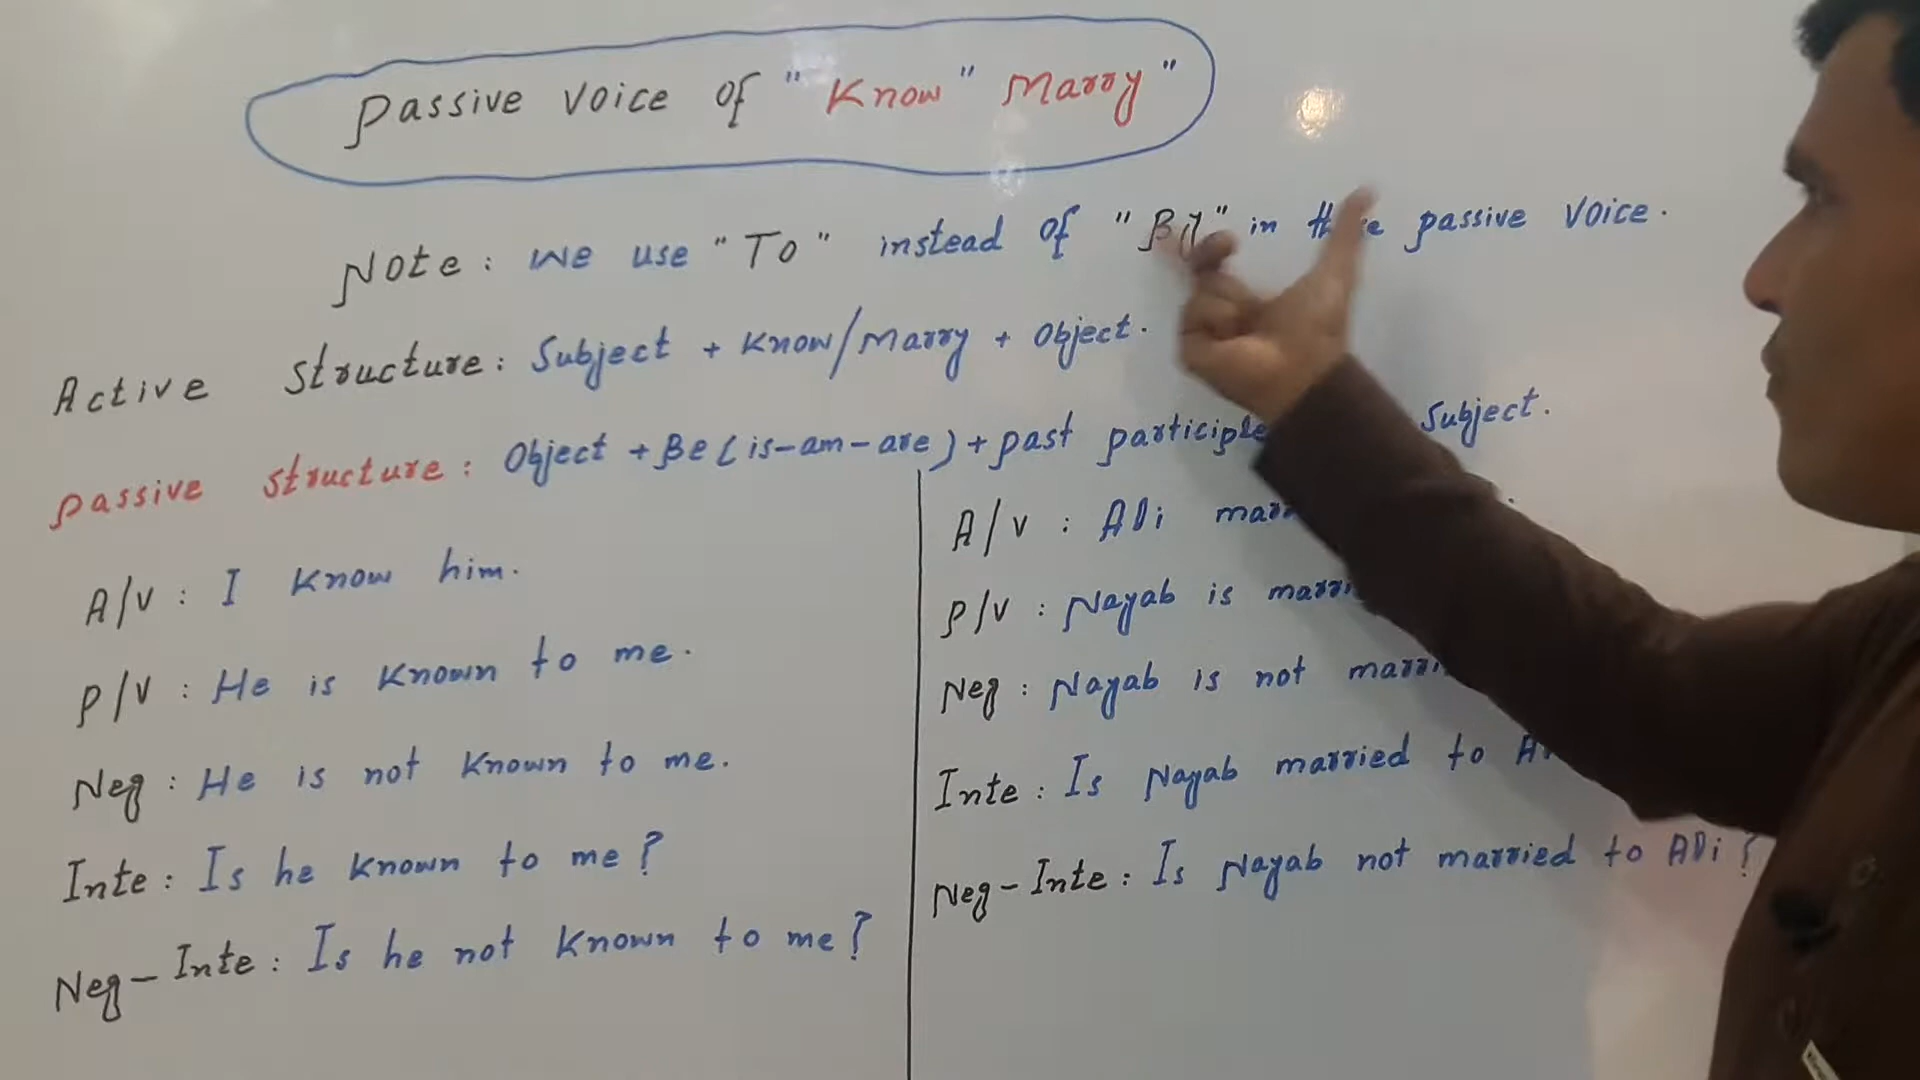 Passive Voice of "Know" Marry"
Note: We use "To" instead of "By" in the passive voice.
Active Structure: Subject + Know/Marry + Object.
Passive Structure: Object + Be (is-am-are) + past participle Subject.
A/V: I Know him.
P/V: He is Known to me.
Neg: He is not Known to me.
Inte: Is he Known to me?
Neg-Inte: Is he not Known to me?
A/V: Ali
P/V: Nayab is
Neg: Nayab is not
Inte: Is Nayab married to
Neg-Inte: Is Nayab not married to Ali?